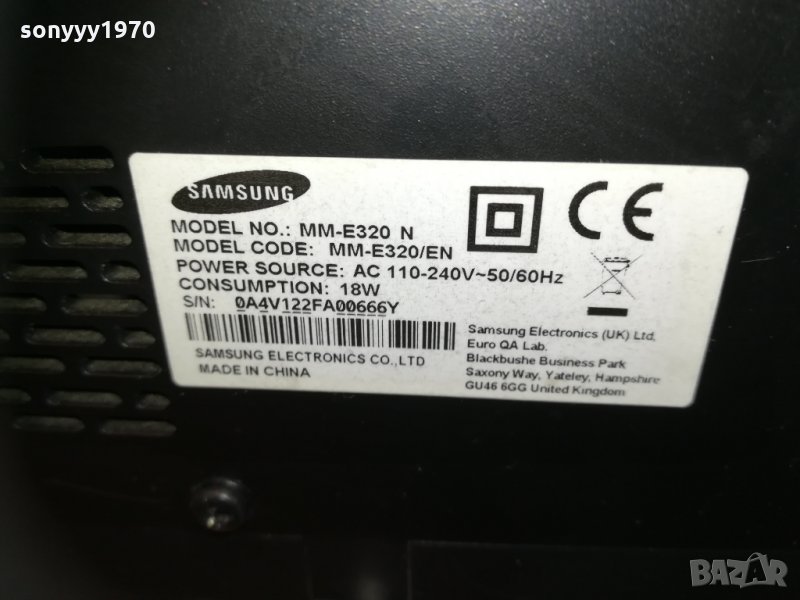 sonyyy1970
SAMSUNG
MODEL NO.: MM-E320 N
MODEL CODE: MM-E320/EN
POWER SOURCE: AC 110-240V~50/60Hz
CONSUMPTION: 18W
S/N: 0A4V122FA00666Y
SAMSUNG ELECTRONICS CO.,LTD
MADE IN CHINA
CE
Samsung Electronics (UK) Ltd.
Euro QA Lab.
Blackbushe Business Park
Saxony Way, Yateley, Hampshire
GU46 6GG United Kingdom
BAZAR